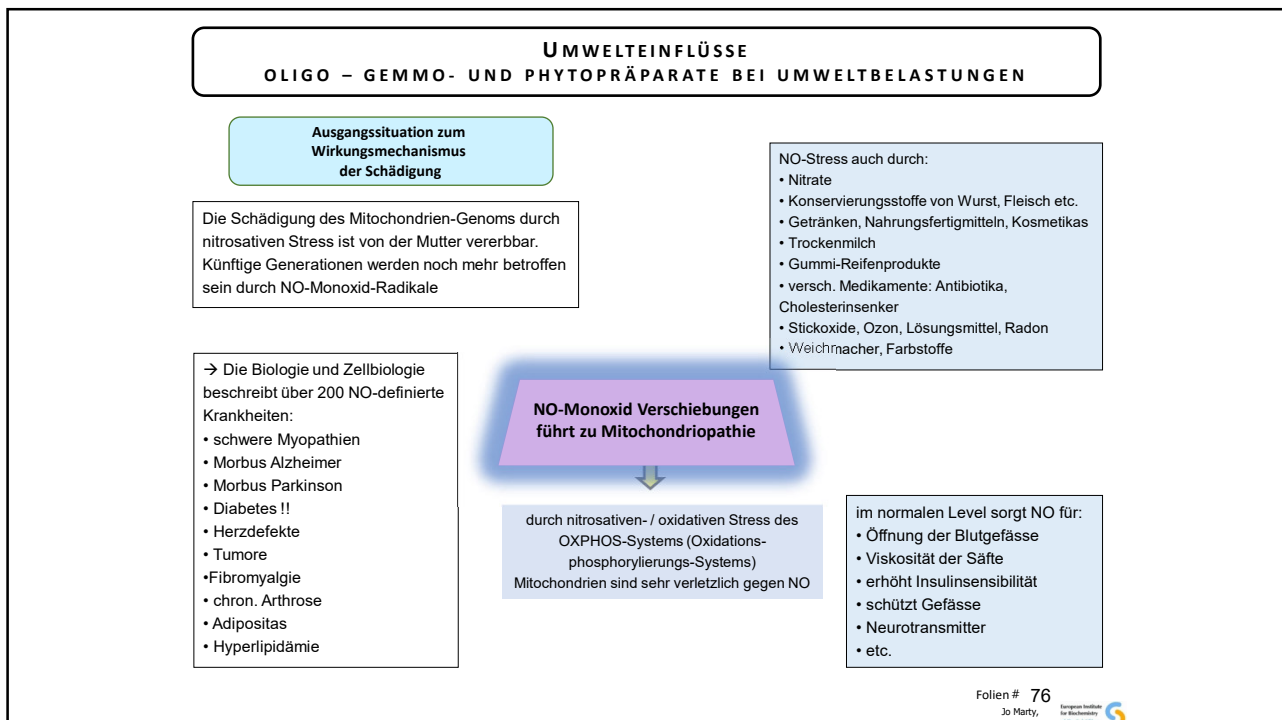 UMWELTEINFLÜSSE
OLIGO – GEMMO- UND PHYTOPRÄPARATE BEI UMWELTBELASTUNGEN
Ausgangssituation zum
Wirkungsmechanismus
der Schädigung
Die Schädigung des Mitochondrien-Genoms durch
nitrosativen Stress ist von der Mutter vererbbar.
Künftige Generationen werden noch mehr betroffen
sein durch NO-Monoxid-Radikale
NO-Stress auch durch:
• Nitrate
• Konservierungsstoffe von Wurst, Fleisch etc.
• Getränken, Nahrungsfertigmitteln, Kosmetikas
• Trockenmilch
• Gummi-Reifenprodukte
• versch. Medikamente: Antibiotika,
Cholesterinsenker
• Stickoxide, Ozon, Lösungsmittel, Radon
• Weichmacher, Farbstoffe
→ Die Biologie und Zellbiologie
beschreibt über 200 NO-definierte
Krankheiten:
• schwere Myopathien
• Morbus Alzheimer
• Morbus Parkinson
• Diabetes !!
• Herzdefekte
• Tumore
•Fibromyalgie
• chron. Arthrose
• Adipositas
• Hyperlipidämie
NO-Monoxid Verschiebungen
führt zu Mitochondriopathie
durch nitrosativen- / oxidativen Stress des
OXPHOS-Systems (Oxidations-
phosphorylierungs-Systems)
Mitochondrien sind sehr verletzlich gegen NO
im normalen Level sorgt NO für:
• Öffnung der Blutgefässe
• Viskosität der Säfte
• erhöht Insulinsensibilität
• schützt Gefässe
• Neurotransmitter
• etc.
Folien # 76
Jo Marty,
European Institute
for Biochemistry